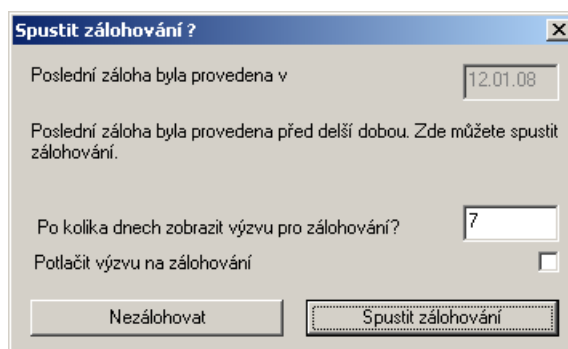 Spustit zálohování ?
Poslední záloha byla provedena v 12.01.08
Poslední záloha byla provedena před delší dobou. Zde můžete spustit
zálohování.
Po kolika dnech zobrazit výzvu pro zálohování? 7
Potlačit výzvu na zálohování
Nezálohovat Spustit zálohování